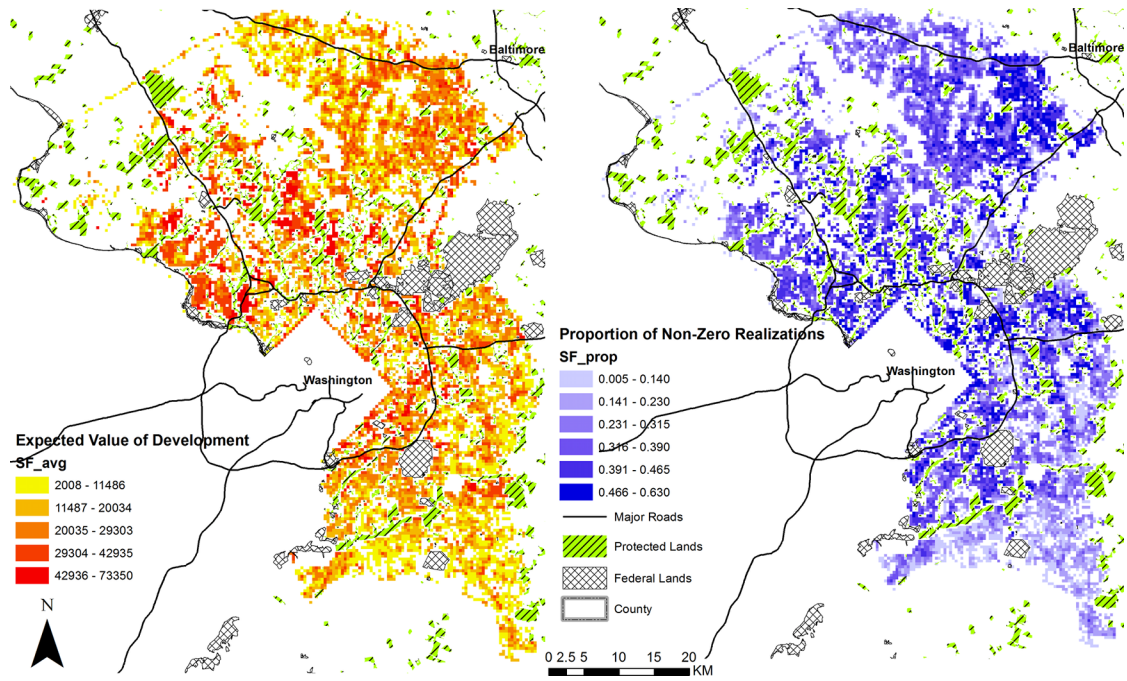 Baltimore
Washington
Expected Value of Development
SF_avg
2008 - 11486
11487 - 20034
20035 - 29303
29304 - 42935
42936 - 73350
N
Baltimore
Washington
Proportion of Non-Zero Realizations
SF_prop
0.005 - 0.140
0.141 - 0.230
0.231 - 0.315
0.316 - 0.390
0.391 - 0.465
0.466 - 0.630
Major Roads
Protected Lands
Federal Lands
County
0 2.5 5 10 15 20
KM